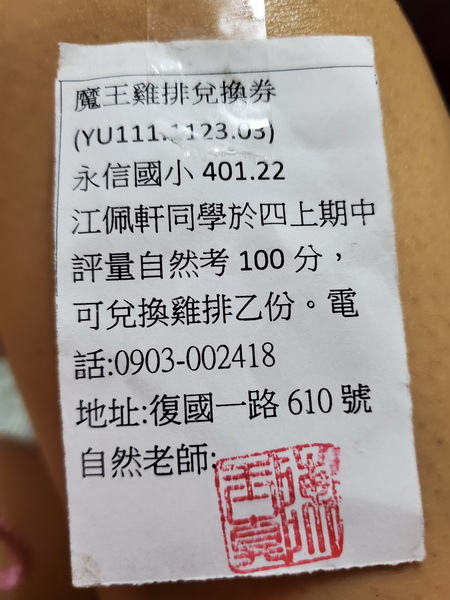 魔王雞排兌換券
(YU111.1123.03)
永信國小 401.22
江佩軒同學於四上期中
評量自然考 100 分，
可兌換雞排乙份。電
話:0903-002418
地址:復國一路 610 號
自然老師: